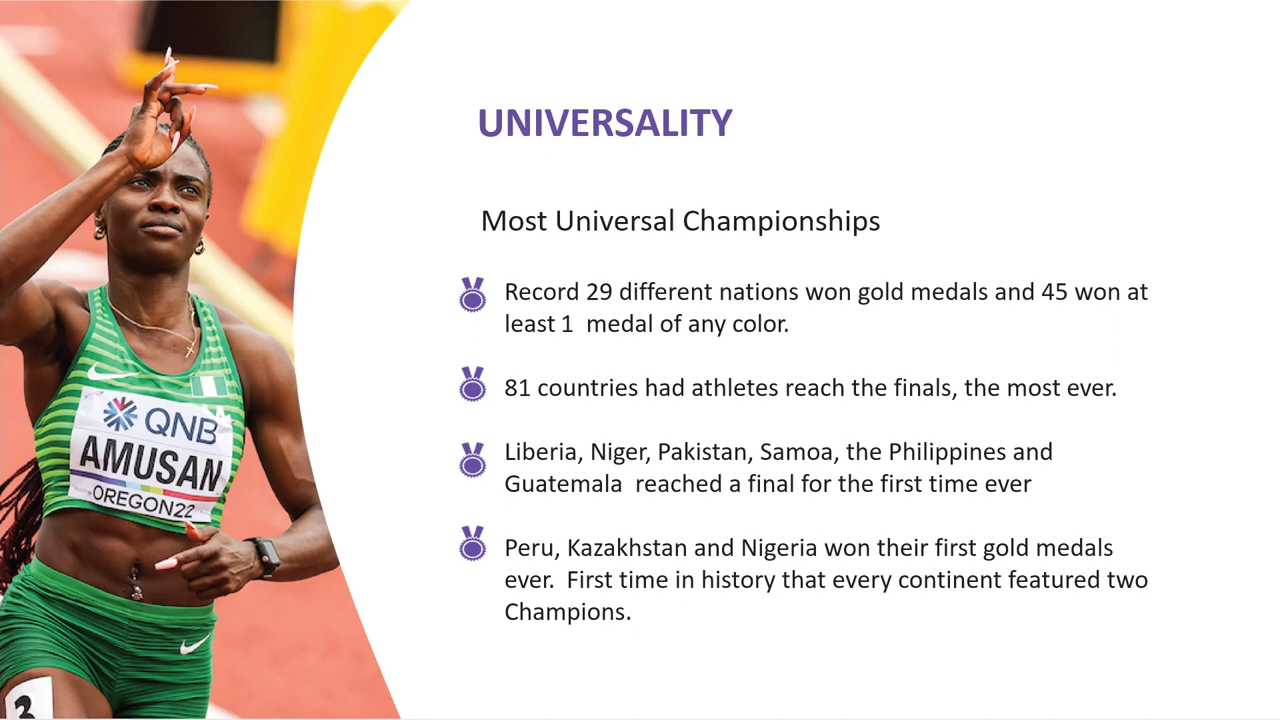 UNIVERSALITY
Most Universal Championships
Record 29 different nations won gold medals and 45 won at
least 1  medal of any color.
81 countries had athletes reach the finals, the most ever.
Liberia, Niger, Pakistan, Samoa, the Philippines and
Guatemala  reached a final for the first time ever
Peru, Kazakhstan and Nigeria won their first gold medals
ever.  First time in history that every continent featured two
Champions.
QNB
AMUSAN
OREGON22
3